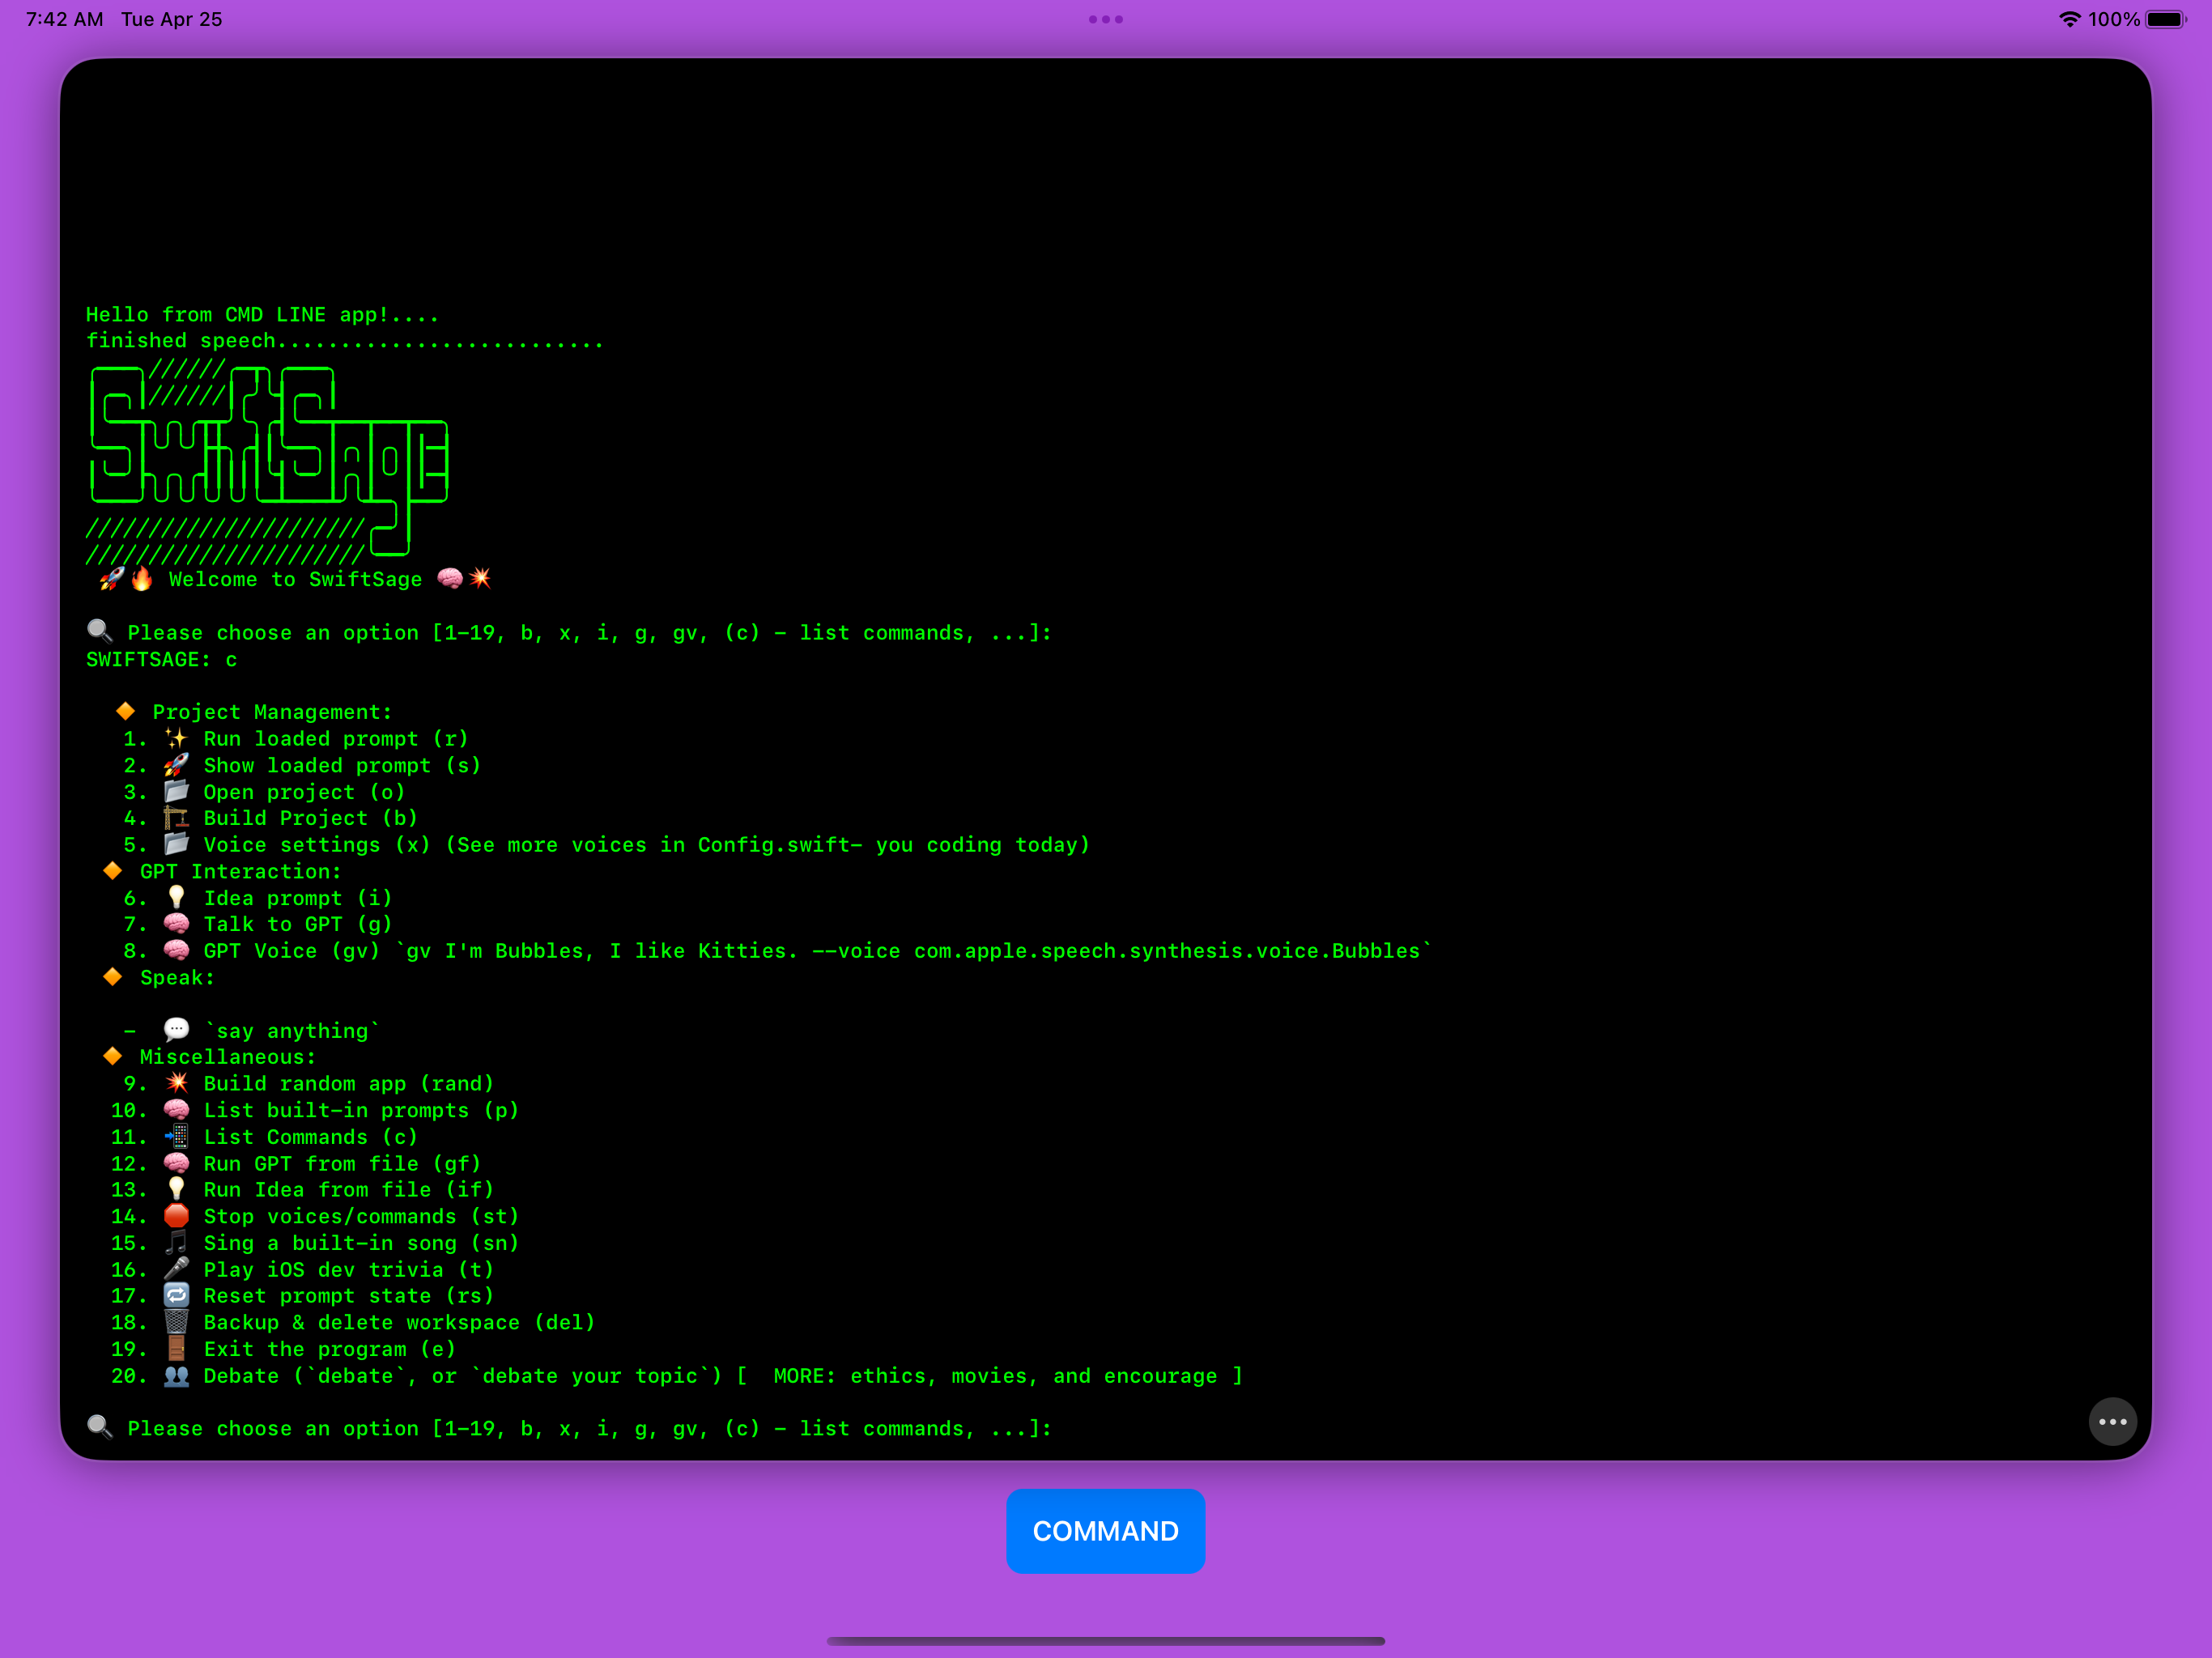 7:42 AM Tue Apr 25
100%
Hello from CMD LINE app!....
finished speech..........................
SwiftSage
🚀🔥 Welcome to SwiftSage 🧠💥
🔍 Please choose an option [1-19, b, x, i, g, gv, (c) - list commands, ...]:
SWIFTSAGE: c
🔶 Project Management:
1. ✨ Run loaded prompt (r)
2. 🚀 Show loaded prompt (s)
3. 📂 Open project (o)
4. 🏗️ Build Project (b)
5. 📂 Voice settings (x) (See more voices in Config.swift- you coding today)
🔶 GPT Interaction:
6. 💡 Idea prompt (i)
7. 🧠 Talk to GPT (g)
8. 🧠 GPT Voice (gv) `gv I'm Bubbles, I like Kitties. --voice com.apple.speech.synthesis.voice.Bubbles`
🔶 Speak:
- 💬 `say anything`
🔶 Miscellaneous:
9. 💥 Build random app (rand)
10. 🧠 List built-in prompts (p)
11. 📲 List Commands (c)
12. 🧠 Run GPT from file (gf)
13. 💡 Run Idea from file (if)
14. 🛑 Stop voices/commands (st)
15. 🎵 Sing a built-in song (sn)
16. 🎤 Play iOS dev trivia (t)
17. 🔁 Reset prompt state (rs)
18. 🗑️ Backup & delete workspace (del)
19. 🚪 Exit the program (e)
20. 👥 Debate (`debate`, or `debate your topic`) [  MORE: ethics, movies, and encourage ]
🔍 Please choose an option [1-19, b, x, i, g, gv, (c) - list commands, ...]:
COMMAND